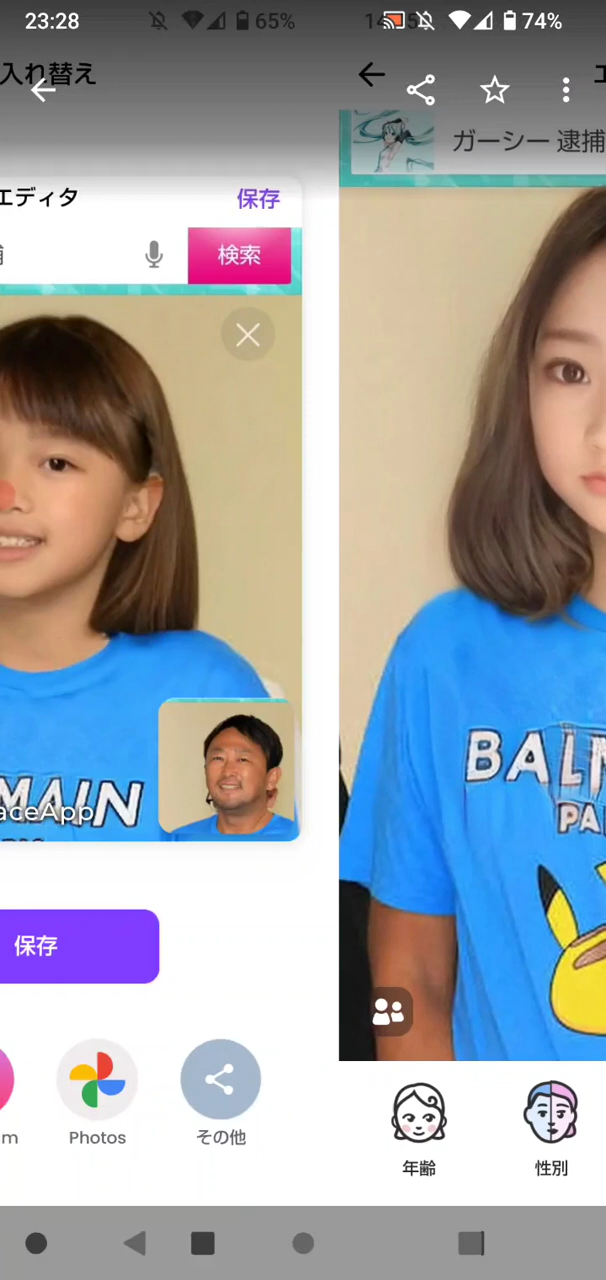 23:28
65%
74%
入れ替え
エディタ
保存
検索
ガーシー 逮捕
MAIN
aceApp
保存
m
Photos
その他
BALM
PA
年齢
性別